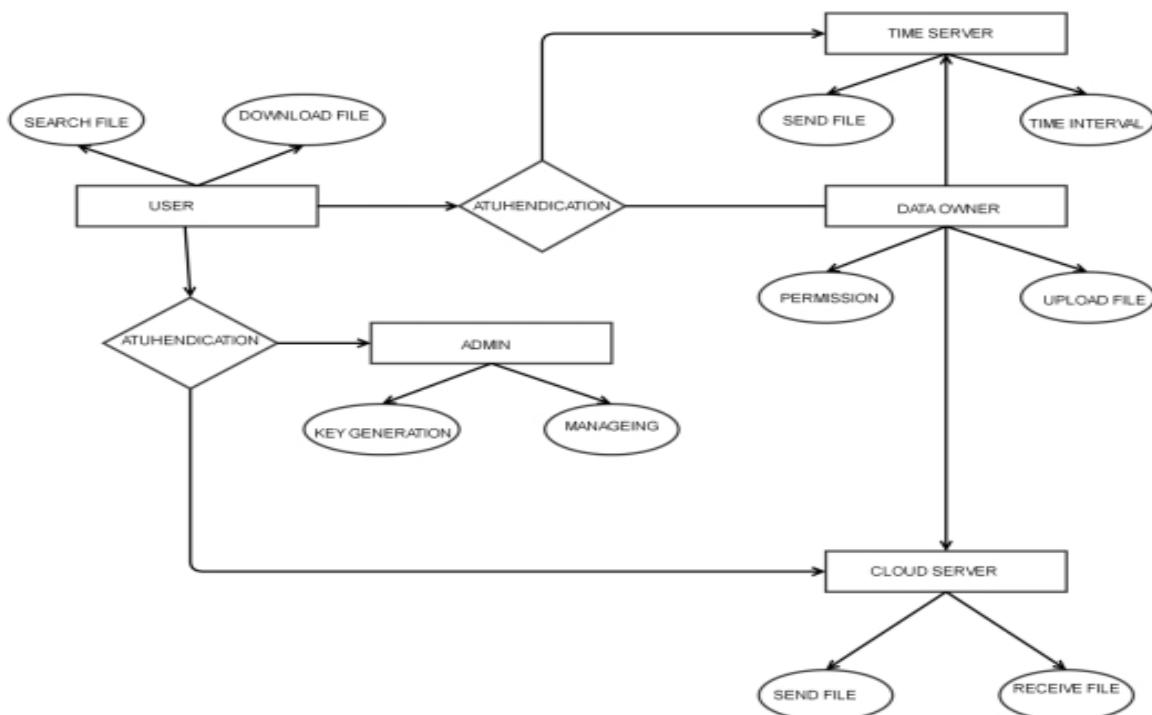 TIME SERVER
SEARCH FILE
DOWNLOAD FILE
SEND FILE
TIME INTERVAL
USER
ATUHENDICATION
DATA OWNER
PERMISSION
UPLOAD FILE
ATUHENDICATION
ADMIN
KEY GENERATION
MANAGEING
CLOUD SERVER
SEND FILE
RECEIVE FILE